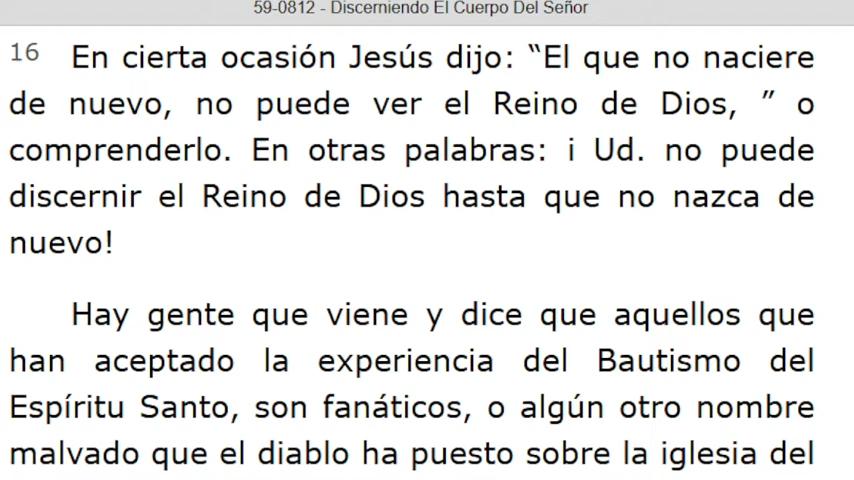 59-0812 - Discerniendo El Cuerpo Del Señor
16 En cierta ocasión Jesús dijo: “El que no naciere
de nuevo, no puede ver el Reino de Dios, ” o
comprenderlo. En otras palabras: i Ud. no puede
discernir el Reino de Dios hasta que no nazca de
nuevo!
Hay gente que viene y dice que aquellos que
han aceptado la experiencia del Bautismo del
Espíritu Santo, son fanáticos, o algún otro nombre
malvado que el diablo ha puesto sobre la iglesia del